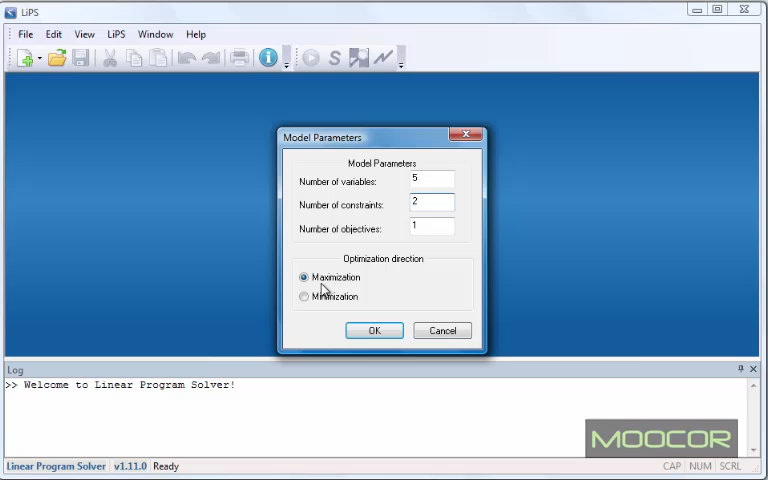 LiPS
File Edit View LiPS Window Help
S
Model Parameters
Model Parameters
Number of variables: 5
Number of constraints: 2
Number of objectives: 1
Optimization direction
Maximization
Minimization
OK Cancel
Log
>> Welcome to Linear Program Solver!
MOOCOR
Linear Program Solver v1.11.0 Ready CAP NUM SCRL